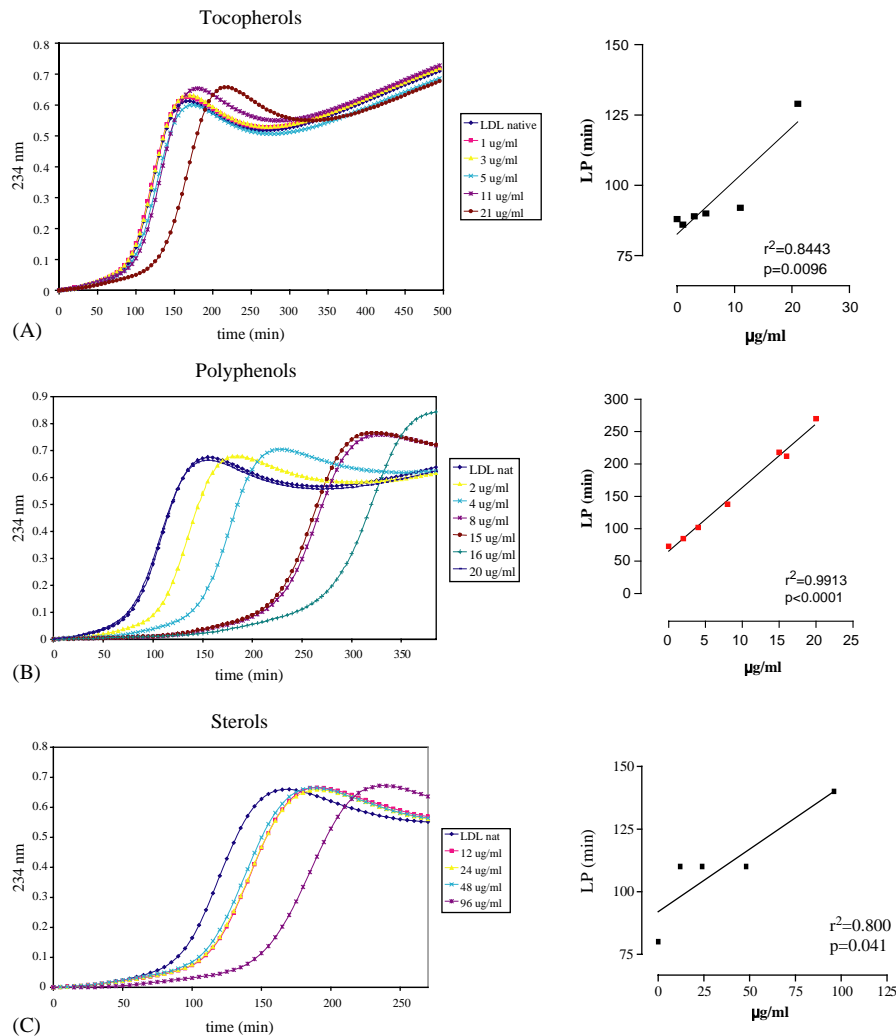 Tocopherols
0.8
0.7
0.6
0.5
0.4
0.3
0.2
0.1
0
234 nm
0 50 100 150 200 250 300 350 400 450 500
time (min)
(A)
LDL native
1 ug/ml
3 ug/ml
5 ug/ml
11 ug/ml
21 ug/ml
150
125
100
75
LP (min)
r²=0.8443
p=0.0096
0 10 20 30
µg/ml
Polyphenols
0.9
0.8
0.7
0.6
0.5
0.4
0.3
0.2
0.1
0
234 nm
0 50 100 150 200 250 300 350
time (min)
(B)
LDL nat
2 ug/ml
4 ug/ml
8 ug/ml
15 ug/ml
16 ug/ml
20 ug/ml
300
250
200
150
100
50
0
LP (min)
r²=0.9913
p<0.0001
0 5 10 15 20 25
µg/ml
Sterols
0.8
0.7
0.6
0.5
0.4
0.3
0.2
0.1
0
234 nm
0 50 100 150 200 250
time (min)
(C)
LDL nat
12 ug/ml
24 ug/ml
48 ug/ml
96 ug/ml
150
125
100
75
LP (min)
r²=0.800
p=0.041
0 25 50 75 100 125
µg/ml